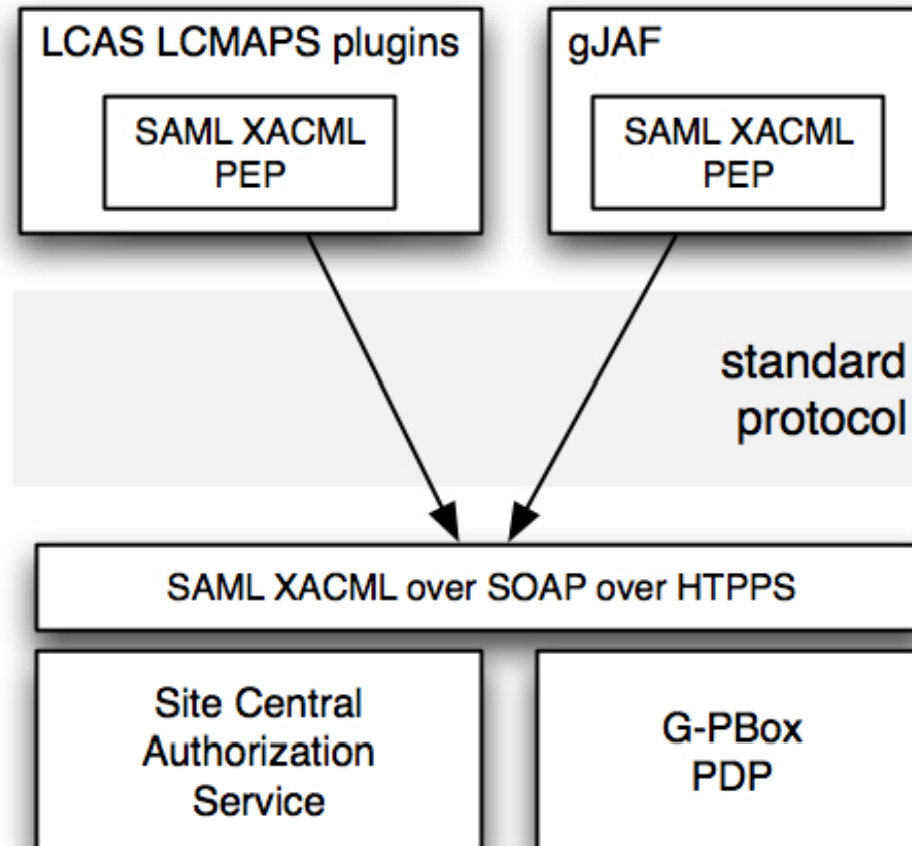 LCAS LCMAPS plugins
SAML XACML
PEP
gJAF
SAML XACML
PEP
standard
protocol
SAML XACML over SOAP over HTPPS
Site Central
Authorization
Service
G-PBox
PDP